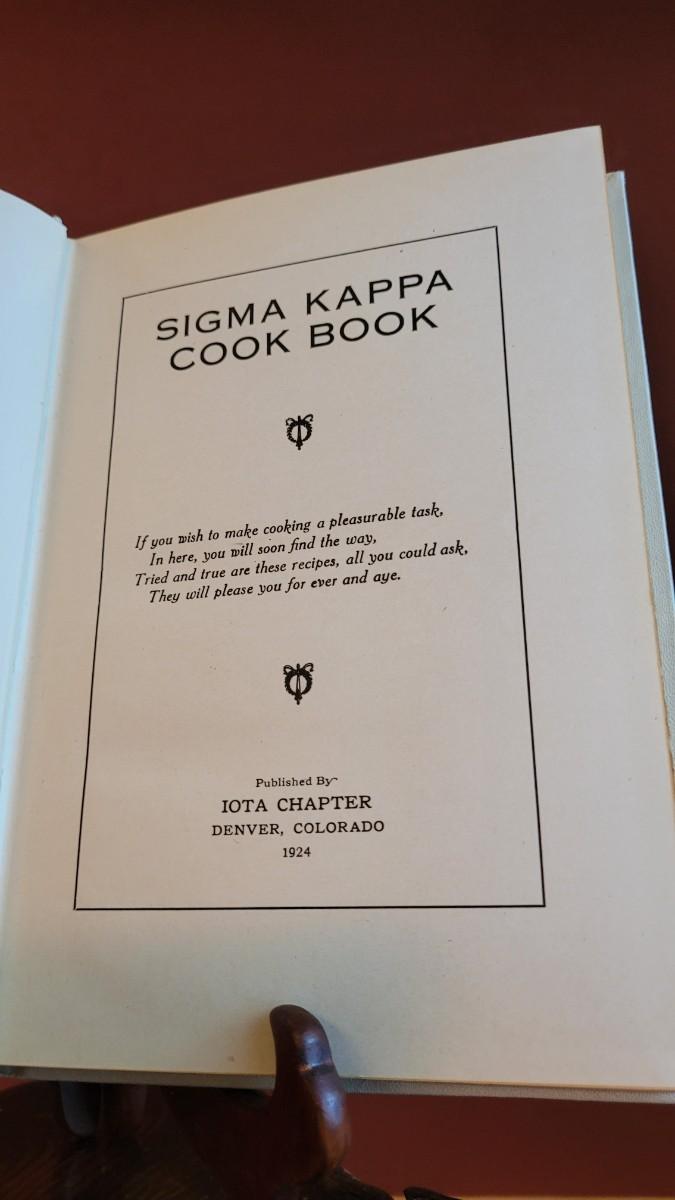 SIGMA KAPPA
COOK BOOK
If you wish to make cooking a pleasurable task,
In here, you will soon find the way,
Tried and true are these recipes, all you could ask,
They will please you for ever and aye.
Published By
IOTA CHAPTER
DENVER, COLORADO
1924